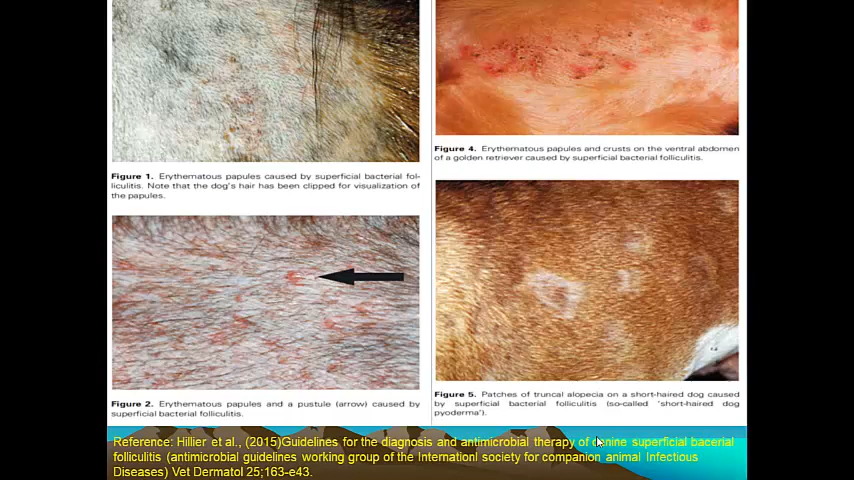 Figure 1. Erythematous papules caused by superficial bacterial fol-
liculitis. Note that the dog's hair has been clipped for visualization of
the papules.
Figure 2. Erythematous papules and a pustule (arrow) caused by
superficial bacterial folliculitis.
Figure 4. Erythematous papules and crusts on the ventral abdomen
of a golden retriever caused by superficial bacterial folliculitis.
Figure 5. Patches of truncal alopecia on a short-haired dog caused
by superficial bacterial folliculitis (so-called 'short-haired dog
pyoderma').
Reference: Hillier et al., (2015)Guidelines for the diagnosis and antimicrobial therapy of canine superficial bacerial
folliculitis (antimicrobial guidelines working group of the Internationl society for companion animal Infectious
Diseases) Vet Dermatol 25;163-e43.